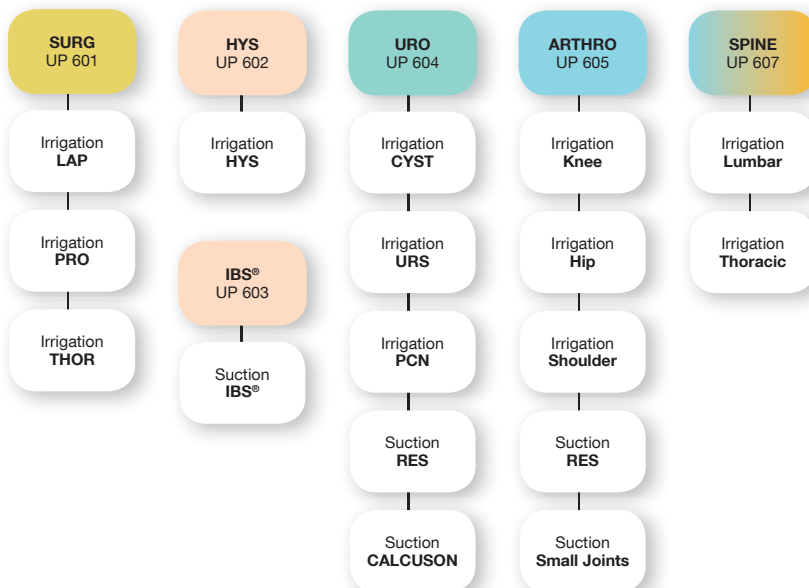 SURG
UP 601
Irrigation
LAP
Irrigation
PRO
Irrigation
THOR
HYS
UP 602
Irrigation
HYS
IBS®
UP 603
Suction
IBS®
URO
UP 604
Irrigation
CYST
Irrigation
URS
Irrigation
PCN
Suction
RES
Suction
CALCUSON
ARTHRO
UP 605
Irrigation
Knee
Irrigation
Hip
Irrigation
Shoulder
Suction
RES
Suction
Small Joints
SPINE
UP 607
Irrigation
Lumbar
Irrigation
Thoracic